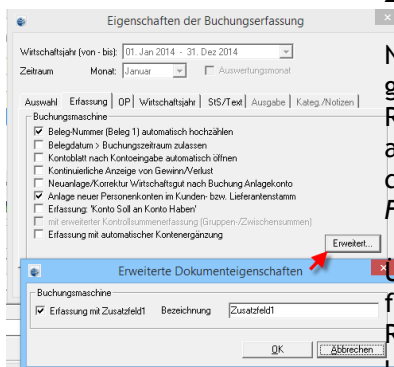 Eigenschaften der Buchungserfassung
Wirtschaftsjahr (von - bis): 01. Jan 2014 - 31. Dez 2014
Zeitraum Monat: Januar Auswertungsmonat
Auswahl Erfassung OP Wirtschaftsjahr StS/Text Ausgabe Kateg./Notizen
Buchungsmaschine
Beleg-Nummer (Beleg 1) automatisch hochzählen
Belegdatum > Buchungszeitraum zulassen
Kontoblatt nach Kontoeingabe automatisch öffnen
Kontinuierliche Anzeige von Gewinn/Verlust
Neuanlage/Korrektur Wirtschaftsgut nach Buchung Anlagekonto
Anlage neuer Personenkonten im Kunden- bzw. Lieferantenstamm
Erfassung: 'Konto Soll an Konto Haben'
mit erweiterter Kontrollsummenerfassung (Gruppen-/Zwischensummen)
Erfassung mit automatischer Kontenergänzung
Erweitert...
Erweiterte Dokumenteigenschaften
Buchungsmaschine
Erfassung mit Zusatzfeld1 Bezeichnung Zusatzfeld1
OK Abbrechen